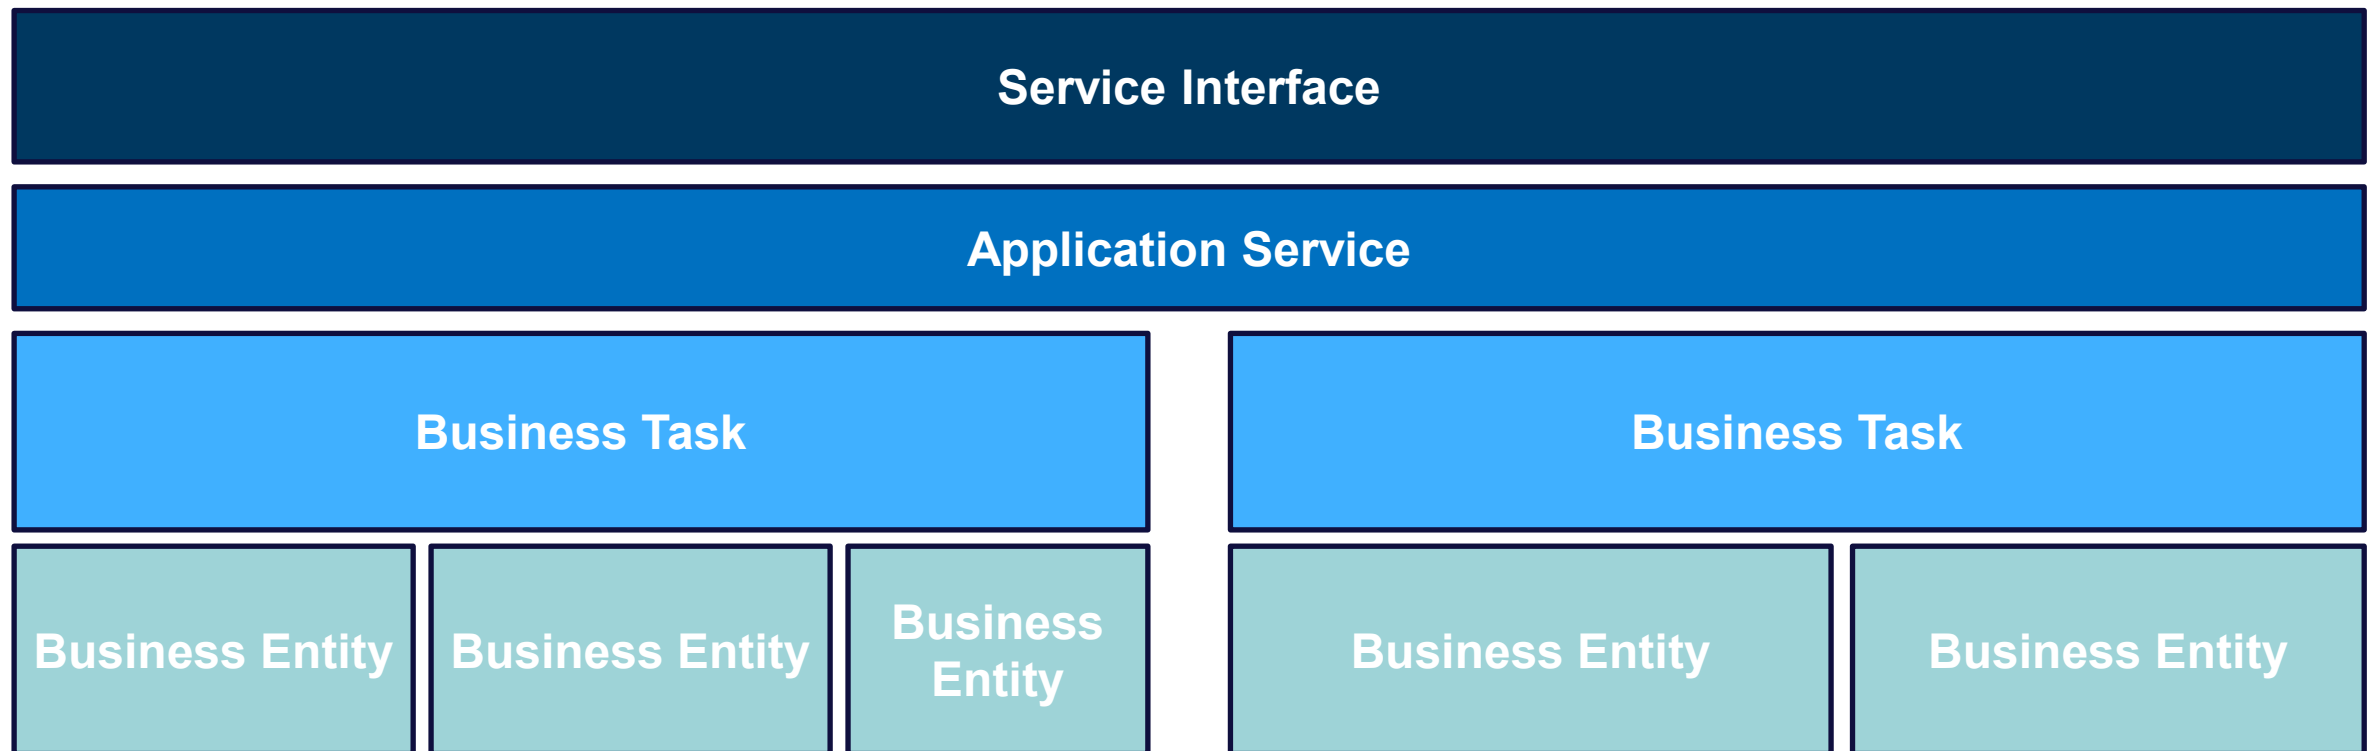 Service Interface
Application Service
Business Task
Business Task
Business Entity
Business Entity
Business
Entity
Business Entity
Business Entity